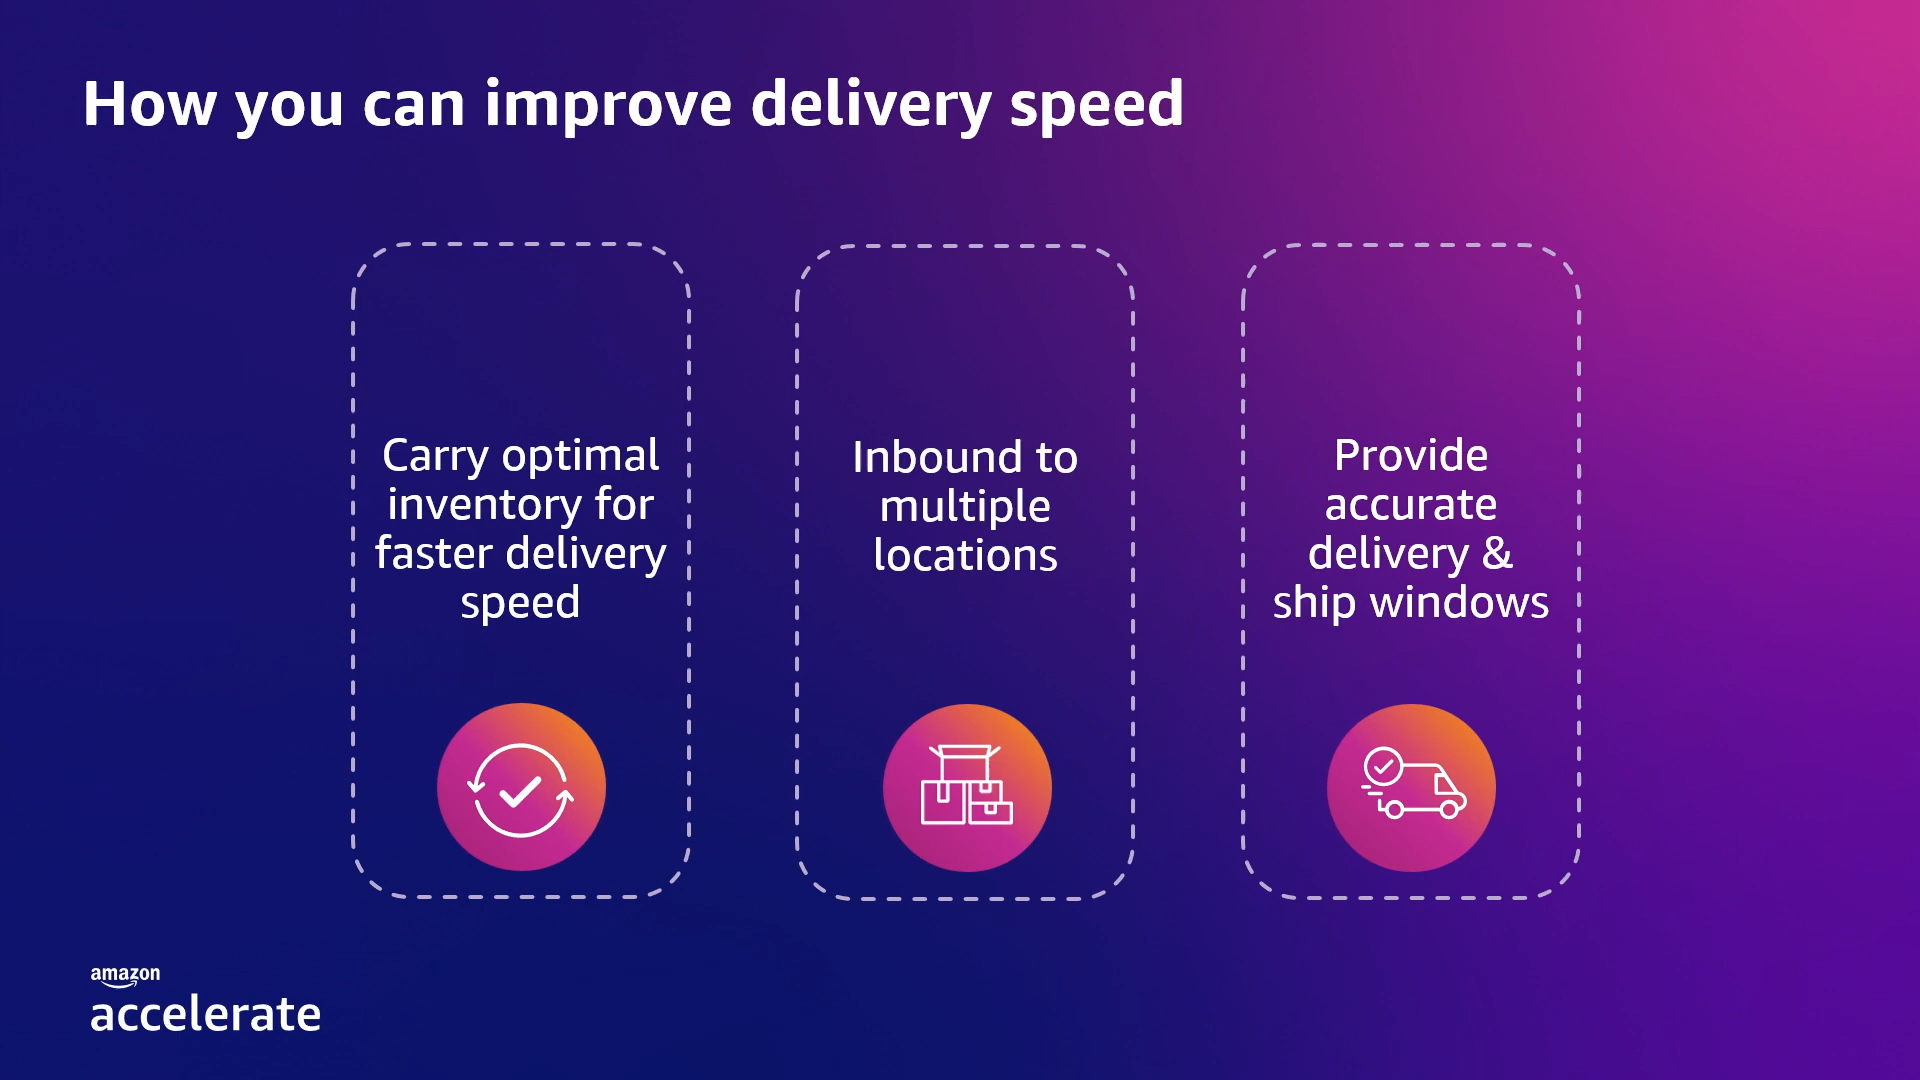 How you can improve delivery speed
Carry optimal
inventory for
faster delivery
speed
Inbound to
multiple
locations
Provide
accurate
delivery &
ship windows
amazon
accelerate